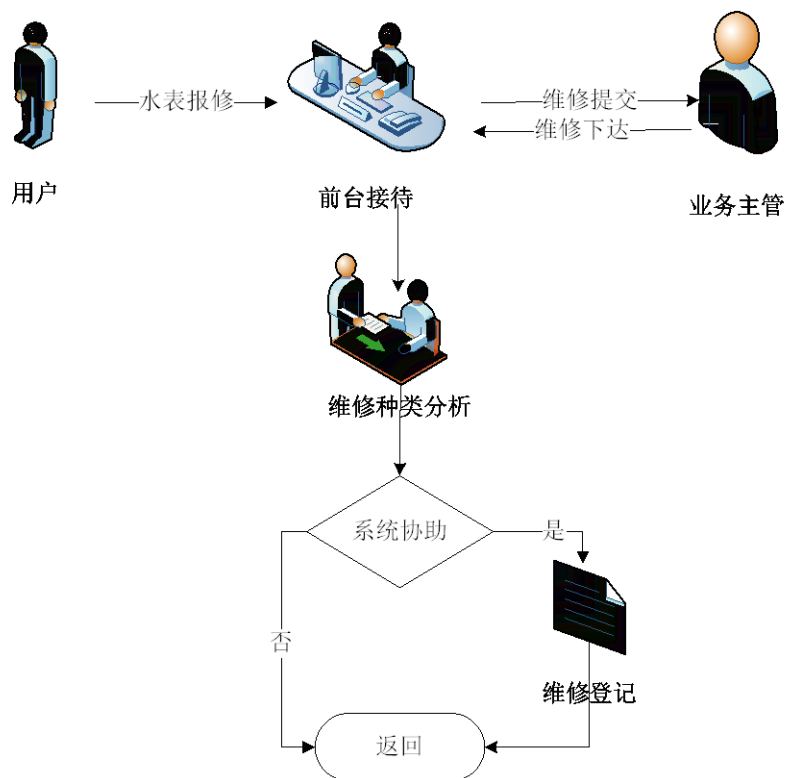 水表报修
维修提交
维修下达
用户
前台接待
业务主管
维修种类分析
系统协助
是
否
维修登记
返回